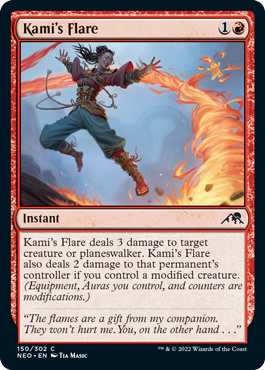 Kami's Flare 1
Instant
Kami's Flare deals 3 damage to target
creature or planeswalker. Kami's Flare
also deals 2 damage to that permanent's
controller if you control a modified creature.
(Equipment, Auras you control, and counters are
modifications.)
"The flames are a gift from my companion.
They won't hurt me. You, on the other hand . . ."
150/302 C
NEO • EN Tia Masic
™ & © 2022 Wizards of the Coast